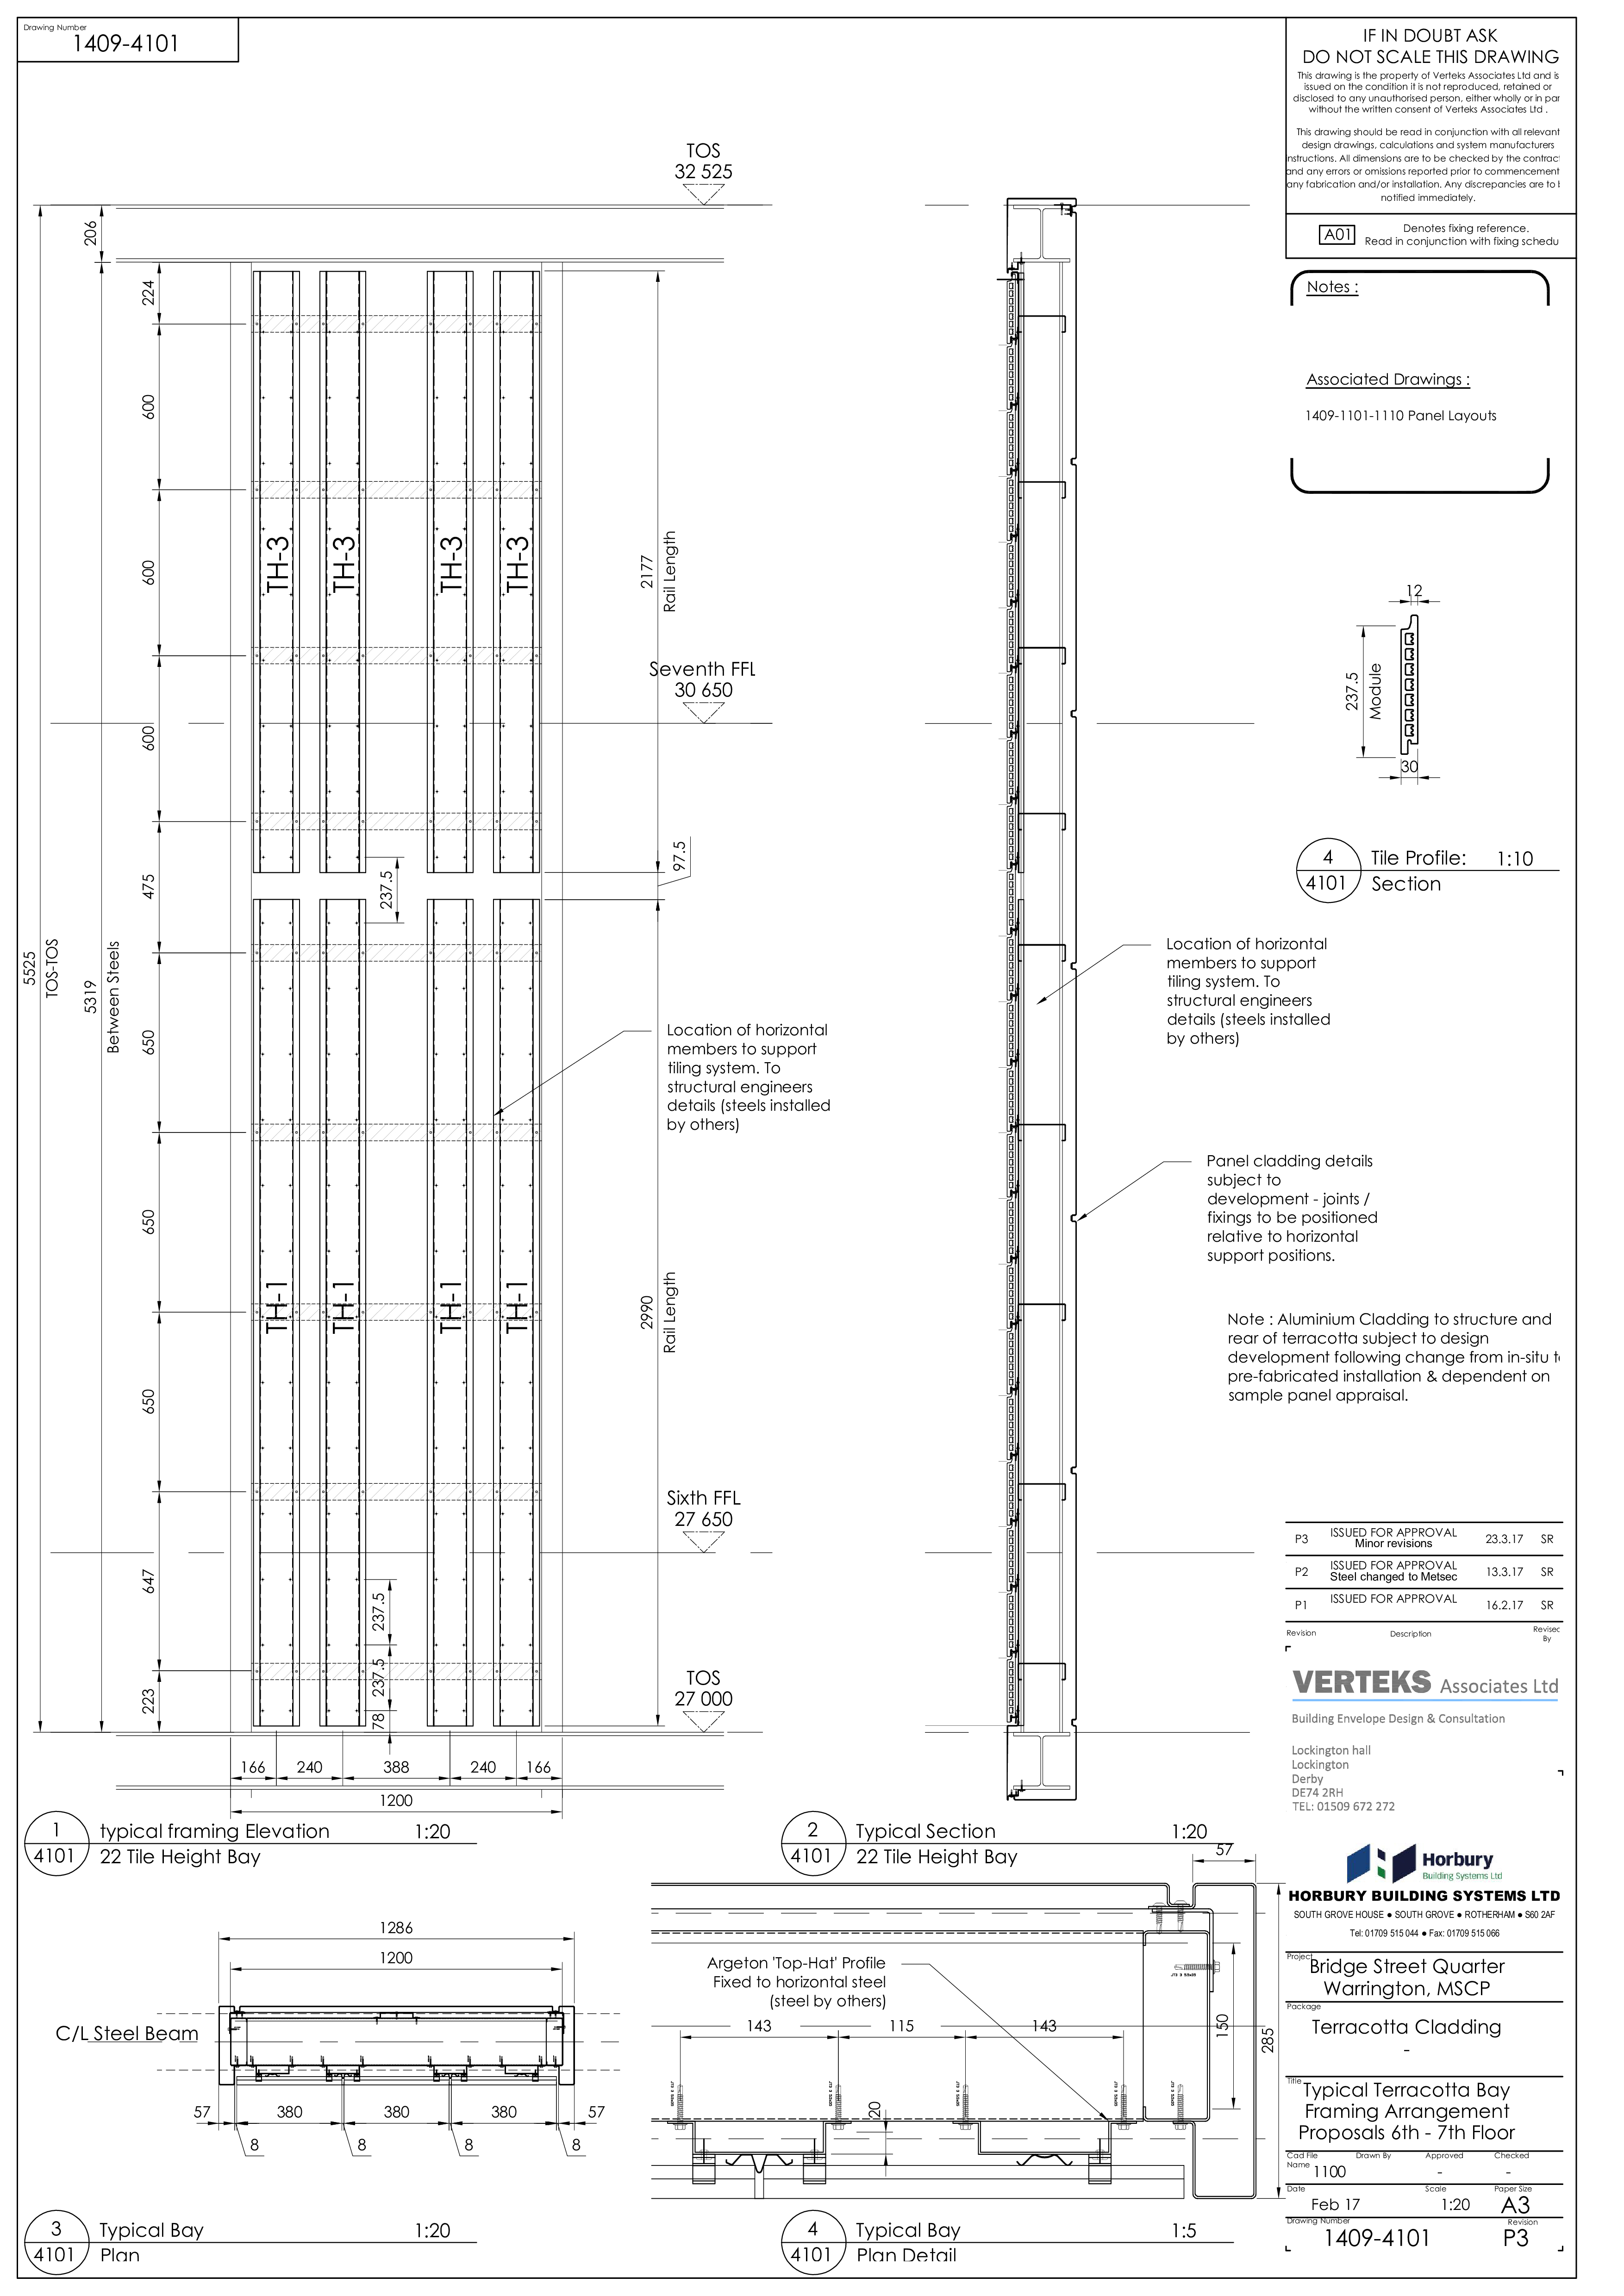 Drawing Number
1409-4101
IF IN DOUBT ASK
DO NOT SCALE THIS DRAWING
This drawing is the property of Verteks Associates Ltd and is
issued on the condition it is not reproduced, retained or
disclosed to any unauthorised person, either wholly or in par
without the written consent of Verteks Associates Ltd .
This drawing should be read in conjunction with all relevant
design drawings, calculations and system manufacturers
nstructions. All dimensions are to be checked by the contrac
and any errors or omissions reported prior to commencement
any fabrication and/or installation. Any discrepancies are to b
notified immediately.
A01
Denotes fixing reference.
Read in conjunction with fixing schedu
Notes :
Associated Drawings :
1409-1101-1110 Panel Layouts
TOS
32 525
206
224
600
600
600
475
650
650
650
647
223
5525
TOS-TOS
5319
Between Steels
TH-3
TH-3
TH-3
TH-3
2177
Rail Length
Seventh FFL
30 650
97.5
237.5
Location of horizontal
members to support
tiling system. To
structural engineers
details (steels installed
by others)
TH-1
TH-1
TH-1
TH-1
2990
Rail Length
Sixth FFL
27 650
237.5
237.5
78
TOS
27 000
166
240
388
240
166
1200
1
4101
typical framing Elevation
1:20
22 Tile Height Bay
Location of horizontal
members to support
tiling system. To
structural engineers
details (steels installed
by others)
Panel cladding details
subject to
development - joints /
fixings to be positioned
relative to horizontal
support positions.
2
4101
Typical Section
1:20
22 Tile Height Bay
12
237.5
Module
30
4
4101
Tile Profile:
1:10
Section
Note : Aluminium Cladding to structure and
rear of terracotta subject to design
development following change from in-situ to
pre-fabricated installation & dependent on
sample panel appraisal.
1286
1200
C/L Steel Beam
57
380
380
380
57
8
8
8
8
3
4101
Typical Bay
1:20
Plan
57
Argeton 'Top-Hat' Profile
Fixed to horizontal steel
(steel by others)
143
115
143
20
150
285
4
4101
Typical Bay
1:5
Plan Detail
P3
ISSUED FOR APPROVAL
Minor revisions
23.3.17
SR
P2
ISSUED FOR APPROVAL
Steel changed to Metsec
13.3.17
SR
P1
ISSUED FOR APPROVAL
16.2.17
SR
Revision
Description
Revised
By
VERTEKS Associates Ltd
Building Envelope Design & Consultation
Lockington hall
Lockington
Derby
DE74 2RH
TEL: 01509 672 272
Horbury
Building Systems Ltd
HORBURY BUILDING SYSTEMS LTD
SOUTH GROVE HOUSE ● SOUTH GROVE ● ROTHERHAM ● S60 2AF
Tel: 01709 515 044 ● Fax: 01709 515 066
Project
Bridge Street Quarter
Warrington, MSCP
Package
Terracotta Cladding
-
Title
Typical Terracotta Bay
Framing Arrangement
Proposals 6th - 7th Floor
Cad File
Name
1100
Drawn By
Approved
-
Checked
-
Date
Feb 17
Scale
1:20
Paper Size
A3
Drawing Number
1409-4101
Revision
P3